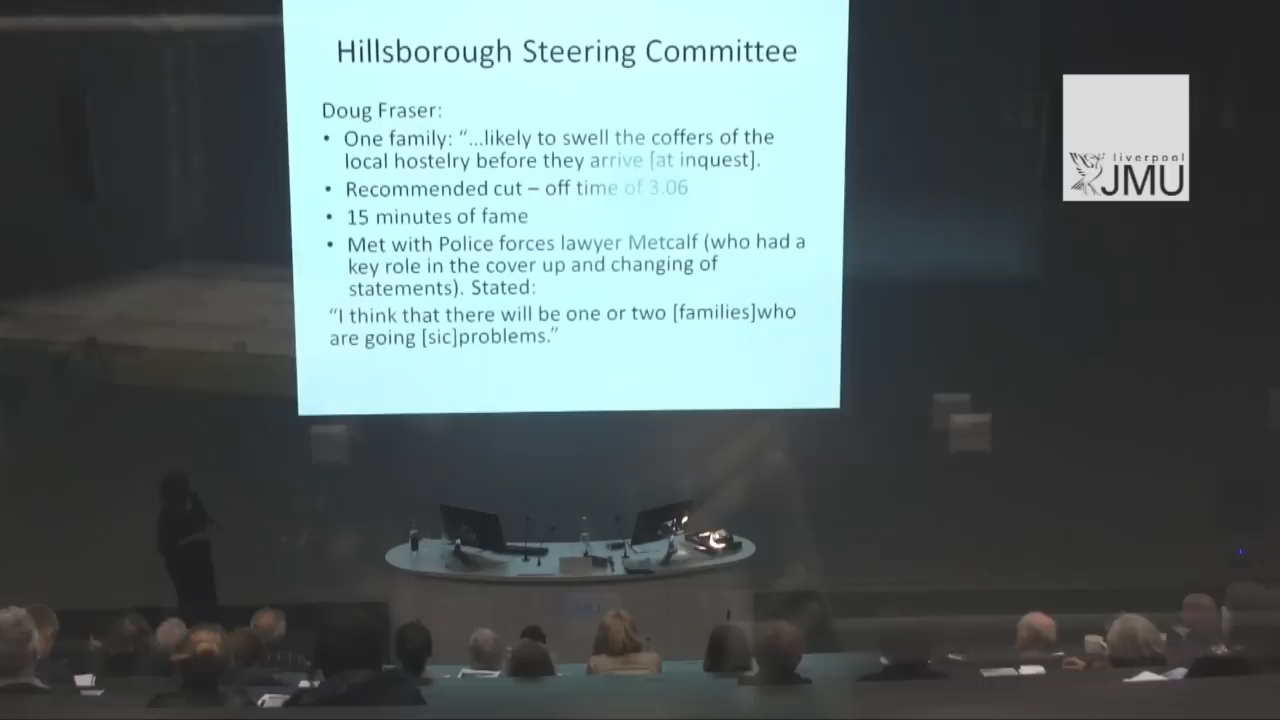 Hillsborough Steering Committee
Doug Fraser:
• One family: “...likely to swell the coffers of the
local hostelry before they arrive [at inquest].
• Recommended cut – off time of 3.06
• 15 minutes of fame
• Met with Police forces lawyer Metcalf (who had a
key role in the cover up and changing of
statements). Stated:
“I think that there will be one or two [families]who
are going [sic]problems.”
liverpool
JMU